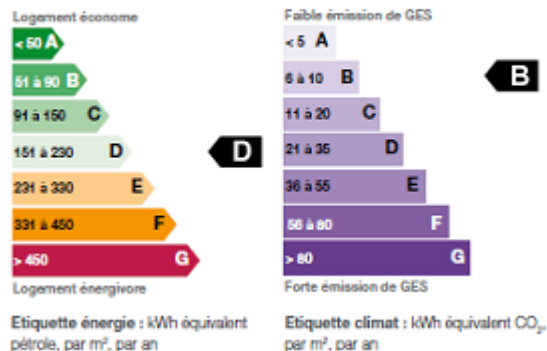 Logement économe
< 50 A
51 à 90 B
91 à 150 C
151 à 230 D
D
231 à 330 E
331 à 450 F
> 450 G
Logement énergivore
Etiquette énergie : kWh équivalent
pétrole, par m², par an
Faible émission de GES
< 5 A
6 à 10 B
B
11 à 20 C
21 à 35 D
36 à 55 E
56 à 80 F
> 80 G
Forte émission de GES
Etiquette climat : kWh équivalent CO₂,
par m², par an